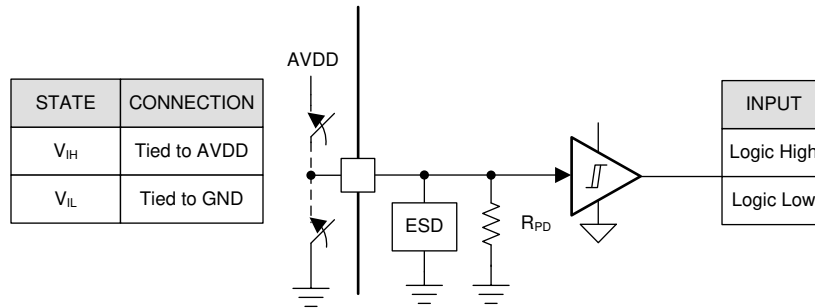 AVDD
STATE CONNECTION
VIH Tied to AVDD
VIL Tied to GND
ESD
RPD
INPUT
Logic High
Logic Low